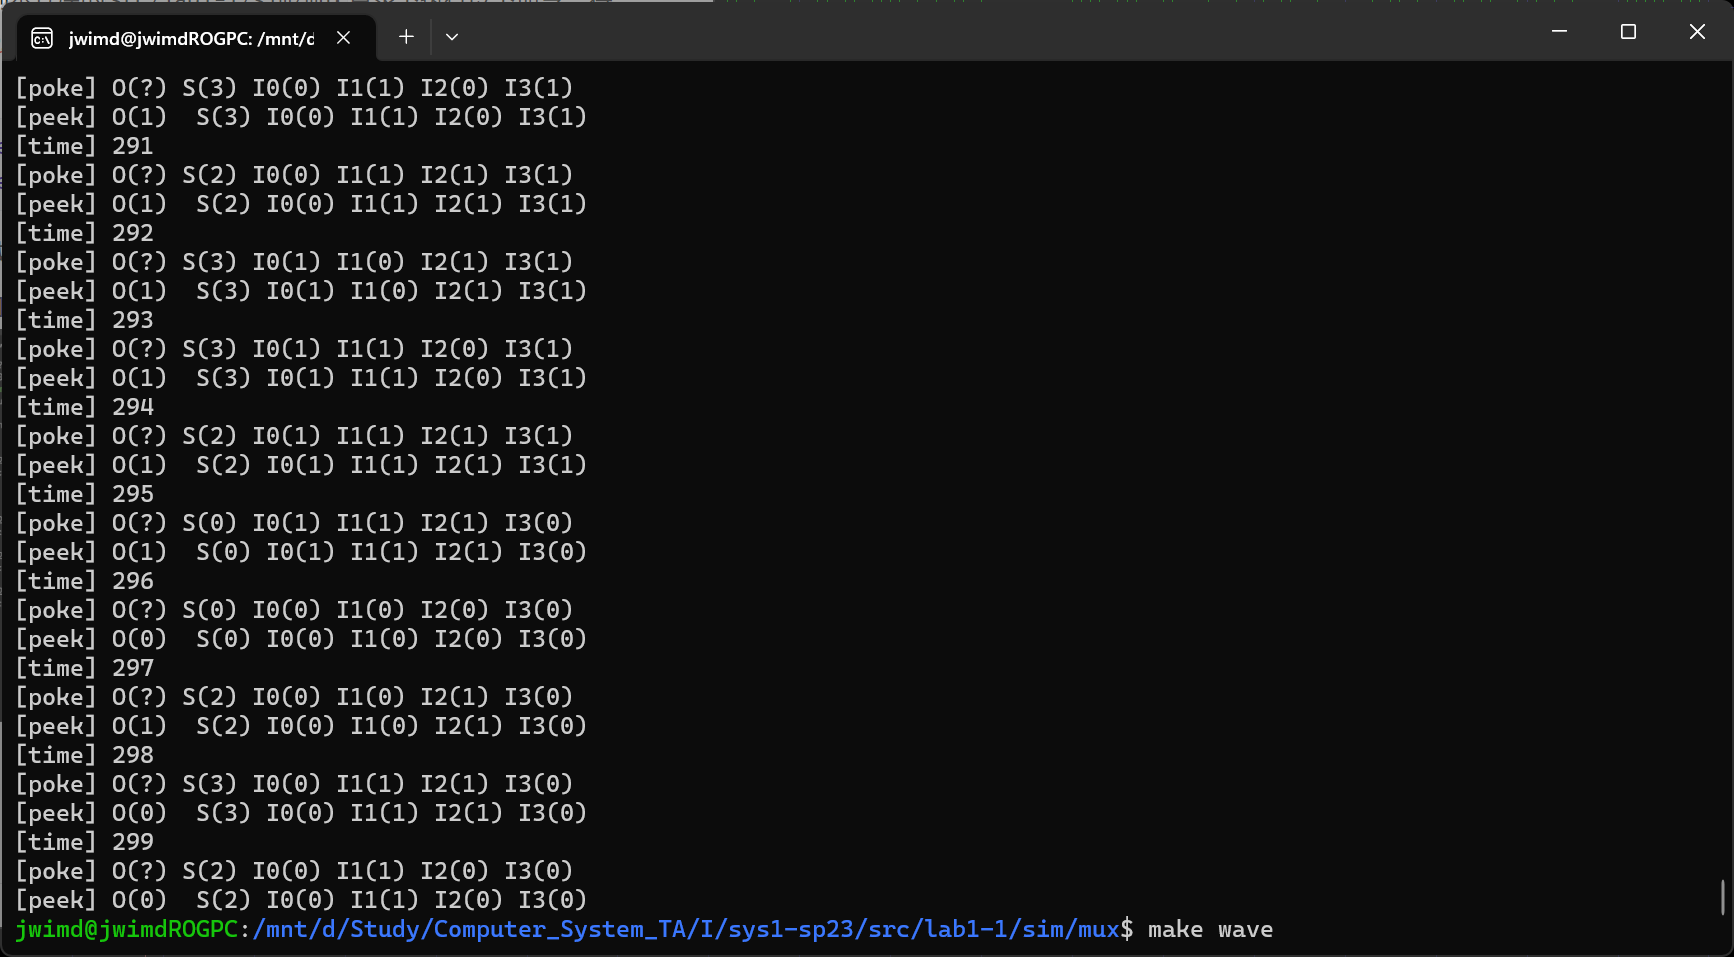 jwimd@jwimdROGPC: /mnt/d
[poke] O(?) S(3) I0(0) I1(1) I2(0) I3(1)
[peek] O(1)  S(3) I0(0) I1(1) I2(0) I3(1)
[time] 291
[poke] O(?) S(2) I0(0) I1(1) I2(1) I3(1)
[peek] O(1)  S(2) I0(0) I1(1) I2(1) I3(1)
[time] 292
[poke] O(?) S(3) I0(1) I1(0) I2(1) I3(1)
[peek] O(1)  S(3) I0(1) I1(0) I2(1) I3(1)
[time] 293
[poke] O(?) S(3) I0(1) I1(1) I2(0) I3(1)
[peek] O(1)  S(3) I0(1) I1(1) I2(0) I3(1)
[time] 294
[poke] O(?) S(2) I0(1) I1(1) I2(1) I3(1)
[peek] O(1)  S(2) I0(1) I1(1) I2(1) I3(1)
[time] 295
[poke] O(?) S(0) I0(1) I1(1) I2(1) I3(0)
[peek] O(1)  S(0) I0(1) I1(1) I2(1) I3(0)
[time] 296
[poke] O(?) S(0) I0(0) I1(0) I2(0) I3(0)
[peek] O(0)  S(0) I0(0) I1(0) I2(0) I3(0)
[time] 297
[poke] O(?) S(2) I0(0) I1(0) I2(1) I3(0)
[peek] O(1)  S(2) I0(0) I1(0) I2(1) I3(0)
[time] 298
[poke] O(?) S(3) I0(0) I1(1) I2(1) I3(0)
[peek] O(0)  S(3) I0(0) I1(1) I2(1) I3(0)
[time] 299
[poke] O(?) S(2) I0(0) I1(1) I2(0) I3(0)
[peek] O(0)  S(2) I0(0) I1(1) I2(0) I3(0)
jwimd@jwimdROGPC:/mnt/d/Study/Computer_System_TA/I/sys1-sp23/src/lab1-1/sim/mux$ make wave